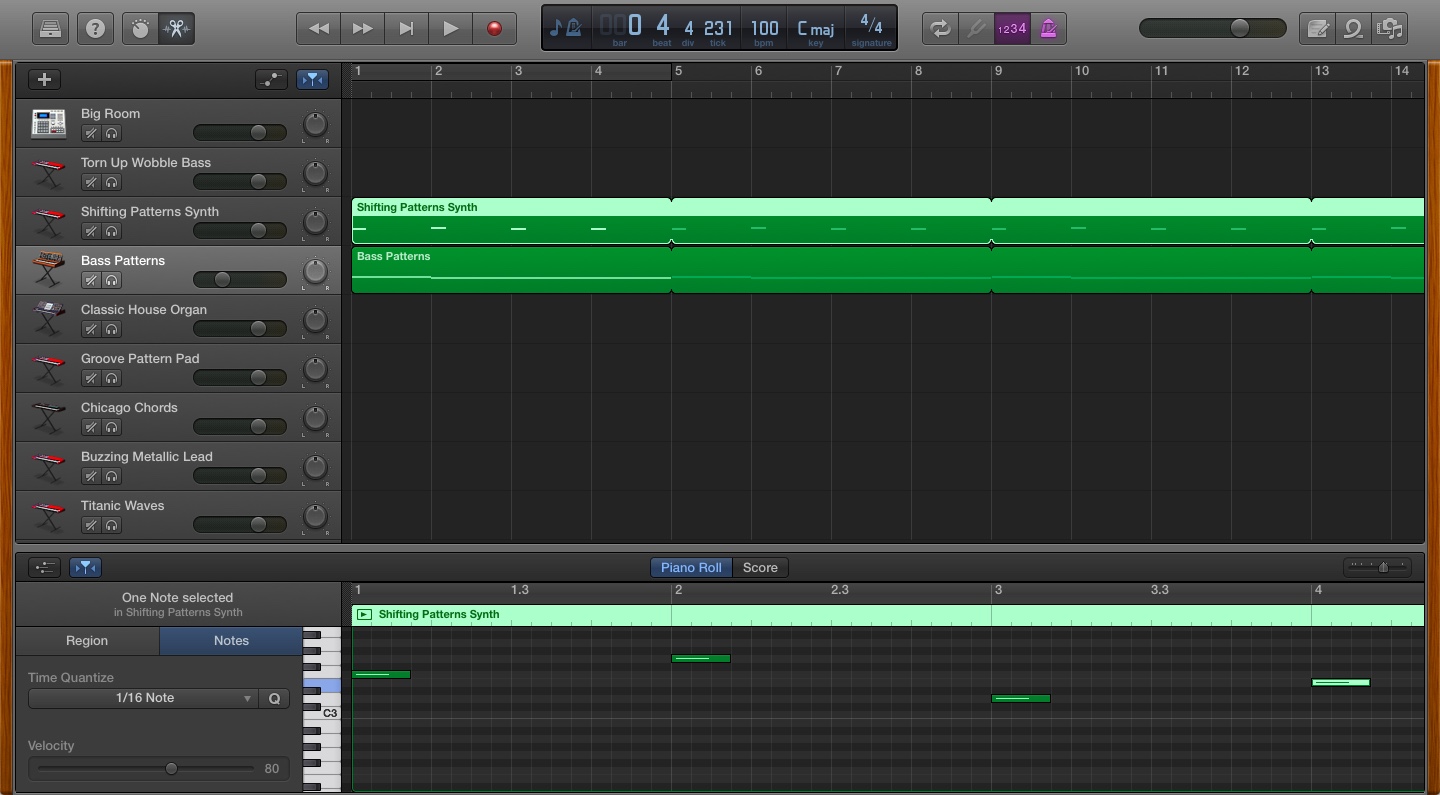 ?
0 4 4 231 100 C maj 4/4
bar beat div tick bpm key signature
1234
1 2 3 4 5 6 7 8 9 10 11 12 13 14
Big Room
L R
Torn Up Wobble Bass
L R
Shifting Patterns Synth
L R
Shifting Patterns Synth
Bass Patterns
L R
Bass Patterns
Classic House Organ
L R
Groove Pattern Pad
L R
Chicago Chords
L R
Buzzing Metallic Lead
L R
Titanic Waves
L R
Piano Roll Score
One Note selected
in Shifting Patterns Synth
1 1.3 2 2.3 3 3.3 4
Shifting Patterns Synth
Region Notes
Time Quantize
1/16 Note Q
C3
Velocity
80